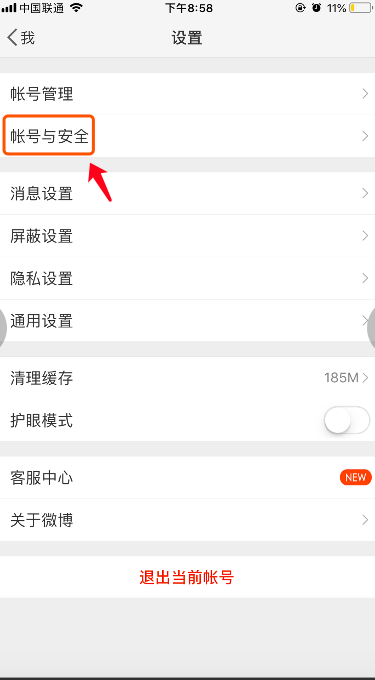 中国联通 下午8:58 11%
我 设置
帐号管理
帐号与安全
消息设置
屏蔽设置
隐私设置
通用设置
清理缓存 185M
护眼模式
客服中心 NEW
关于微博
退出当前帐号